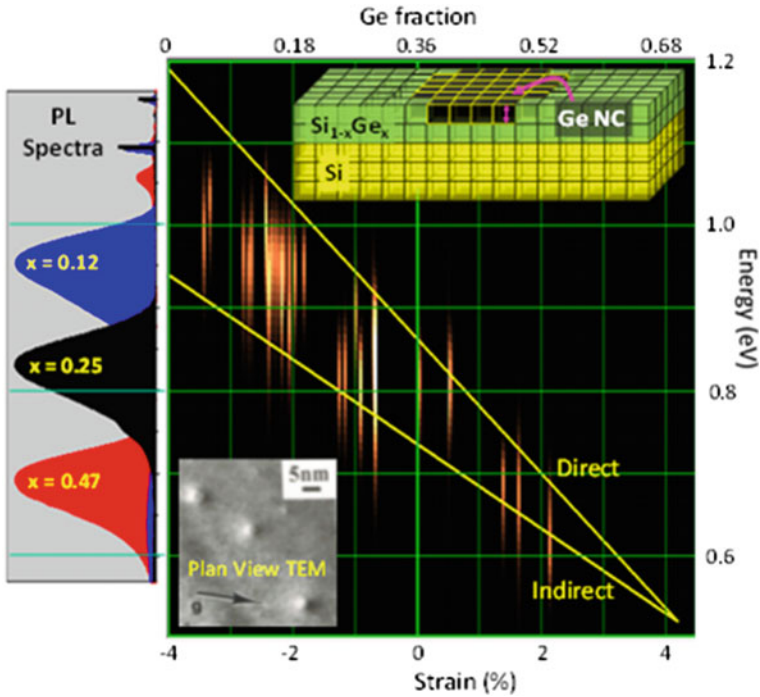 Ge fraction
0 0.18 0.36 0.52 0.68
PL
Spectra
x = 0.12
x = 0.25
x = 0.47
Si1-xGex
Ge NC
Si
1.2
1.0
0.8
0.6
Energy (eV)
Direct
Indirect
5nm
Plan View TEM
g
-4 -2 0 2 4
Strain (%)